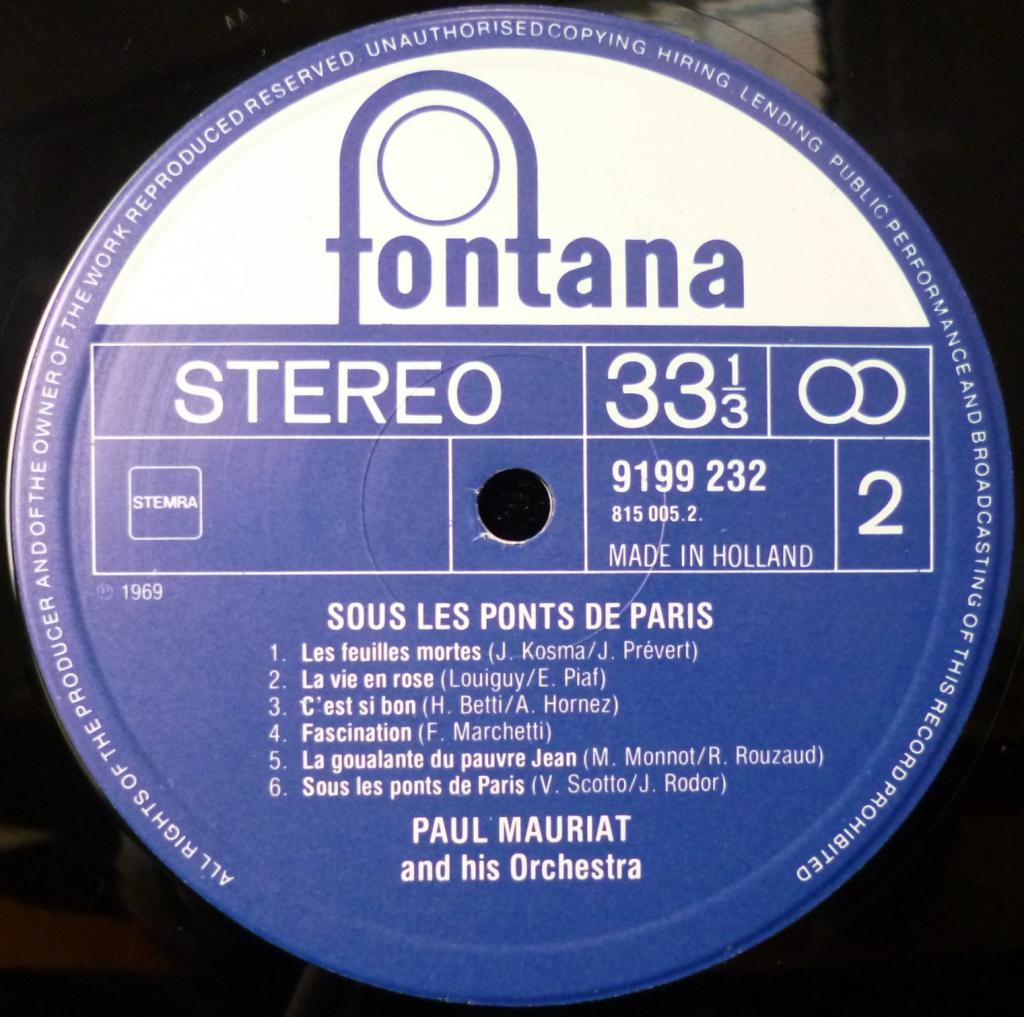 ALL RIGHTS OF THE PRODUCER AND OF THE OWNER OF THE WORK REPRODUCED RESERVED. UNAUTHORISED COPYING. HIRING. LENDING. PUBLIC PERFORMANCE AND BROADCASTING OF THIS RECORD PROHIBITED
fontana
STEREO
33 1/3
STEMRA
9199 232
815 005.2.
MADE IN HOLLAND
2
℗ 1969
SOUS LES PONTS DE PARIS
1. Les feuilles mortes (J. Kosma/J. Prévert)
2. La vie en rose (Louiguy/E. Piaf)
3. C'est si bon (H. Betti/A. Hornez)
4. Fascination (F. Marchetti)
5. La goualante du pauvre Jean (M. Monnot/R. Rouzaud)
6. Sous les ponts de Paris (V. Scotto/J. Rodor)
PAUL MAURIAT
and his Orchestra